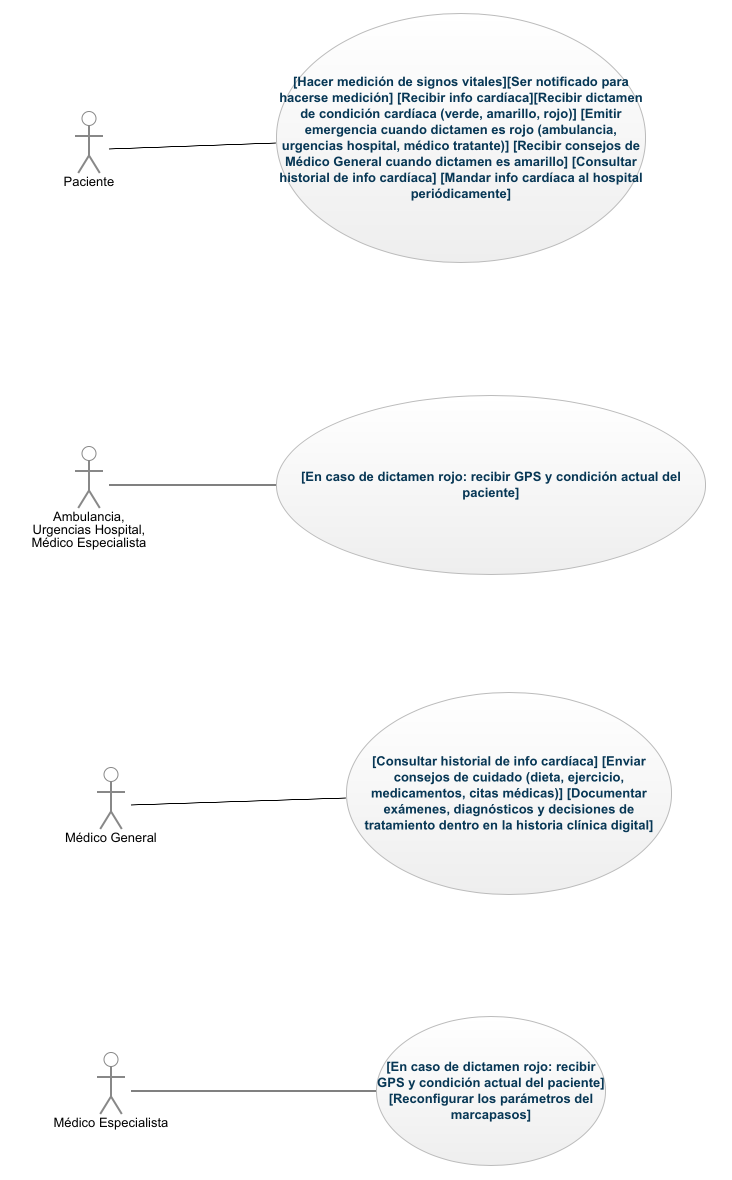 [Hacer medición de signos vitales][Ser notificado para
hacerse medición] [Recibir info cardíaca][Recibir dictamen
de condición cardíaca (verde, amarillo, rojo)] [Emitir
emergencia cuando dictamen es rojo (ambulancia,
urgencias hospital, médico tratante)] [Recibir consejos de
Médico General cuando dictamen es amarillo] [Consultar
historial de info cardíaca] [Mandar info cardíaca al hospital
periódicamente]
Paciente
[En caso de dictamen rojo: recibir GPS y condición actual del
paciente]
Ambulancia,
Urgencias Hospital,
Médico Especialista
[Consultar historial de info cardíaca] [Enviar
consejos de cuidado (dieta, ejercicio,
medicamentos, citas médicas)] [Documentar
exámenes, diagnósticos y decisiones de
tratamiento dentro en la historia clínica digital]
Médico General
[En caso de dictamen rojo: recibir
GPS y condición actual del paciente]
[Reconfigurar los parámetros del
marcapasos]
Médico Especialista